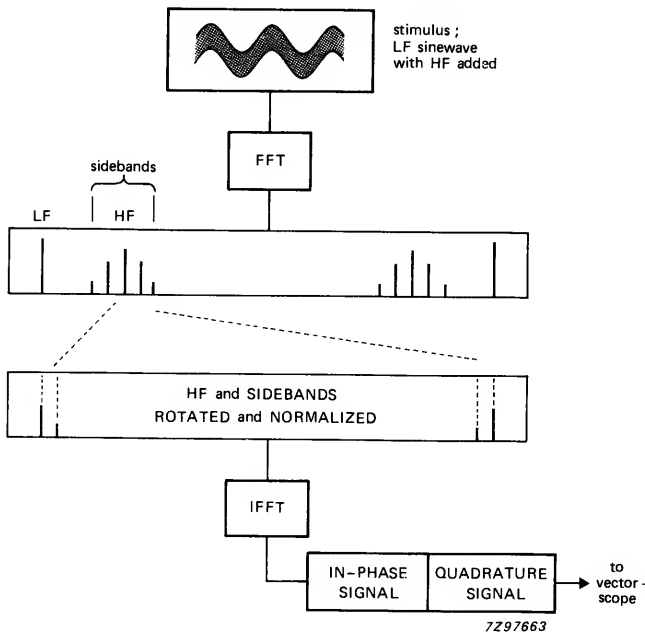 stimulus ;
LF sinewave
with HF added
FFT
sidebands
LF HF
HF and SIDEBANDS
ROTATED and NORMALIZED
IFFT
IN-PHASE
SIGNAL
QUADRATURE
SIGNAL
to
vector-
scope
7Z97663